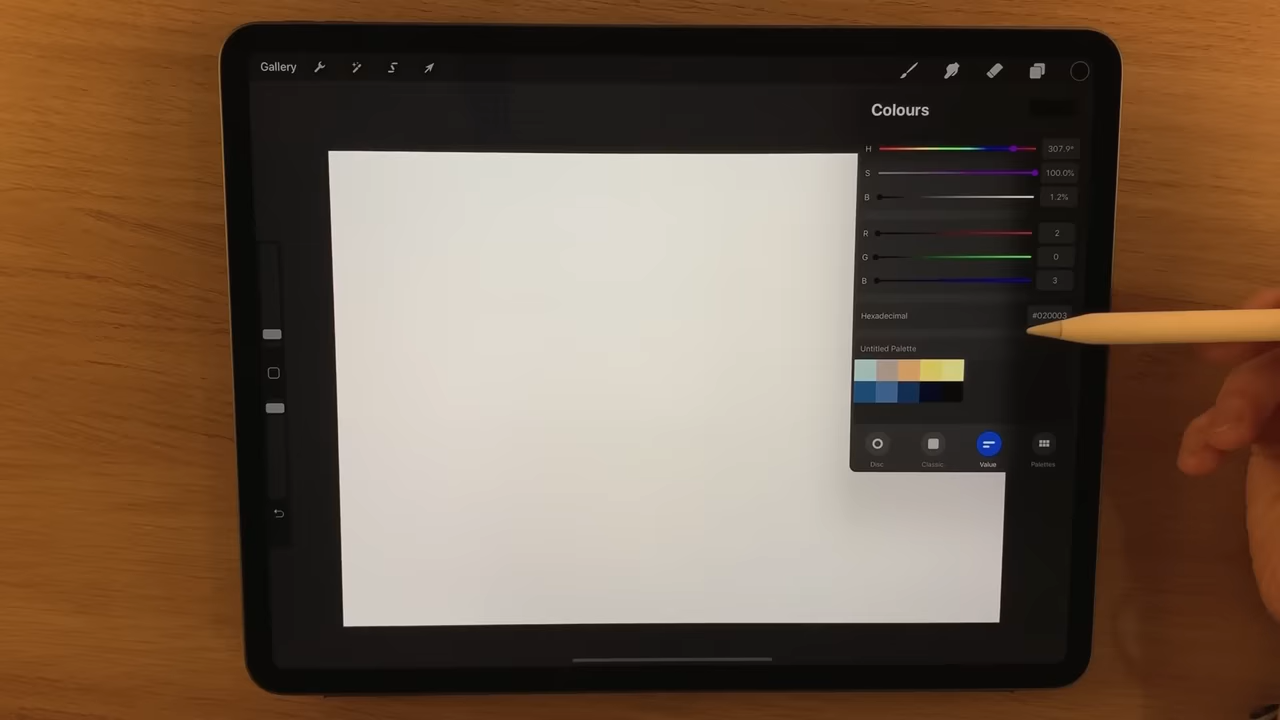 Gallery
Colours
H 307.9°
S 100.0%
B 1.2%
R 2
G 0
B 3
Hexadecimal #020003
Untitled Palette
Disc Classic Value Palettes